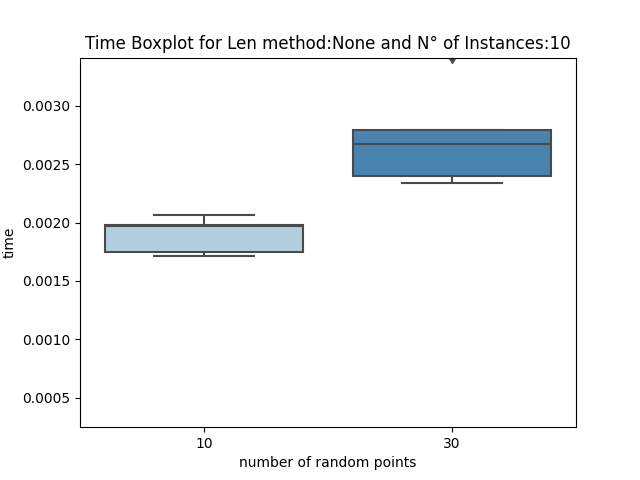 Time Boxplot for Len method:None and N° of Instances:10
0.0030
0.0025
0.0020
0.0015
0.0010
0.0005
time
10
30
number of random points